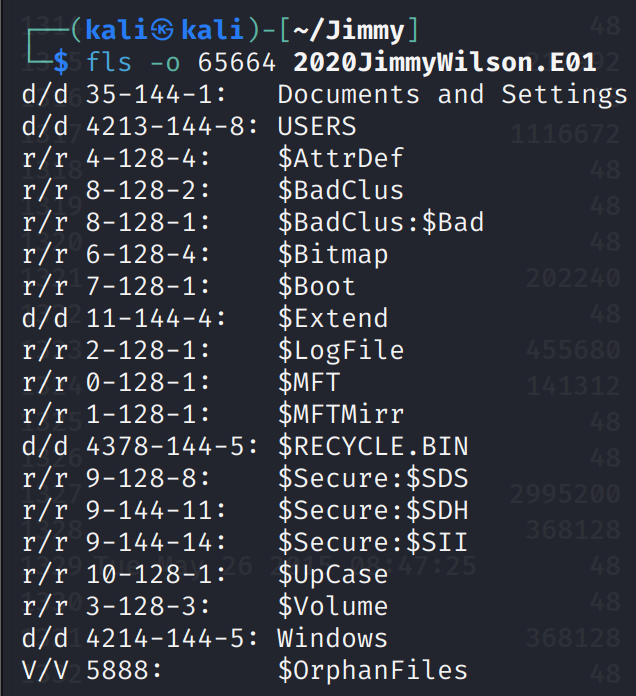 ┌──(kali㉿kali)-[~/Jimmy]
└─$ fls -o 65664 2020JimmyWilson.E01
d/d 35-144-1:   Documents and Settings
d/d 4213-144-8: USERS
r/r 4-128-4:    $AttrDef
r/r 8-128-2:    $BadClus
r/r 8-128-1:    $BadClus:$Bad
r/r 6-128-4:    $Bitmap
r/r 7-128-1:    $Boot
d/d 11-144-4:   $Extend
r/r 2-128-1:    $LogFile
r/r 0-128-1:    $MFT
r/r 1-128-1:    $MFTMirr
d/d 4378-144-5: $RECYCLE.BIN
r/r 9-128-8:    $Secure:$SDS
r/r 9-144-11:   $Secure:$SDH
r/r 9-144-14:   $Secure:$SII
r/r 10-128-1:   $UpCase
r/r 3-128-3:    $Volume
d/d 4214-144-5: Windows
V/V 5888:       $OrphanFiles